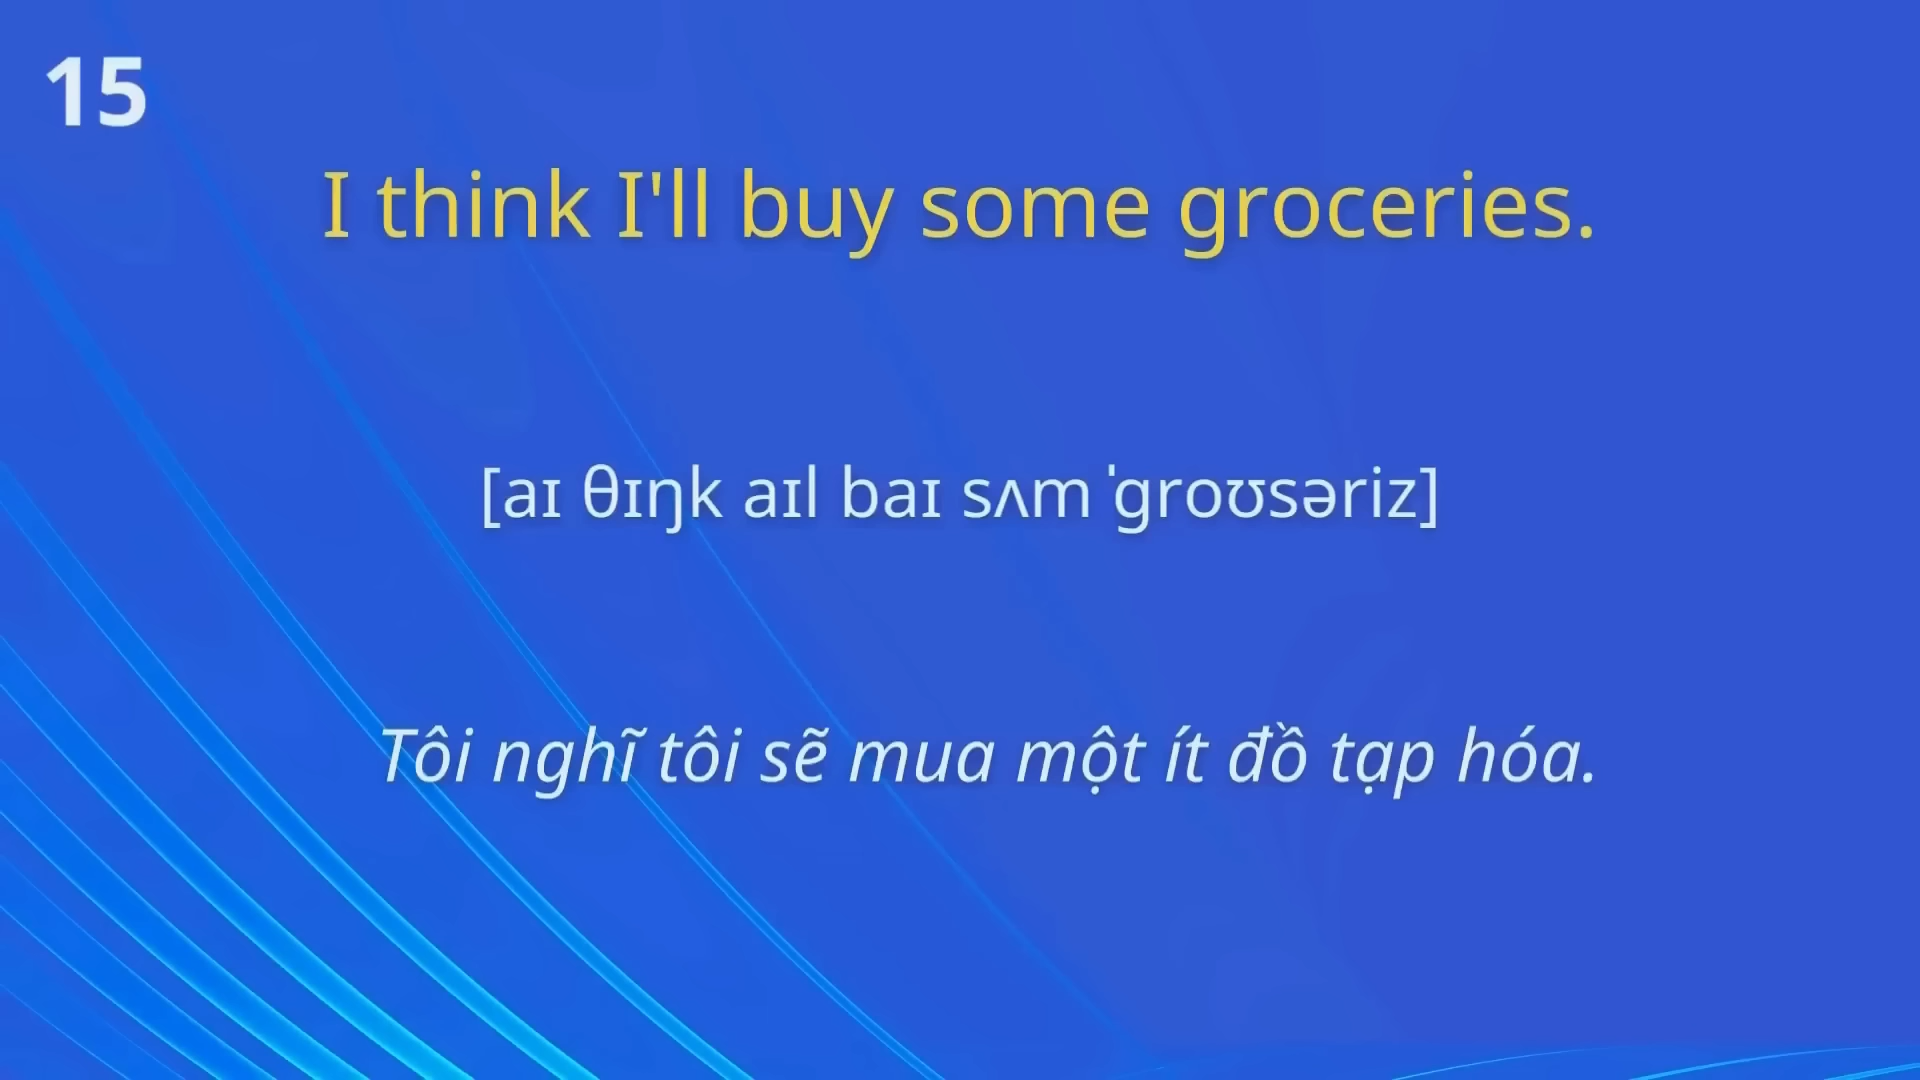 15
I think I'll buy some groceries.
[aɪ θɪŋk aɪl baɪ sʌm ˈgroʊsəriz]
Tôi nghĩ tôi sẽ mua một ít đồ tạp hóa.